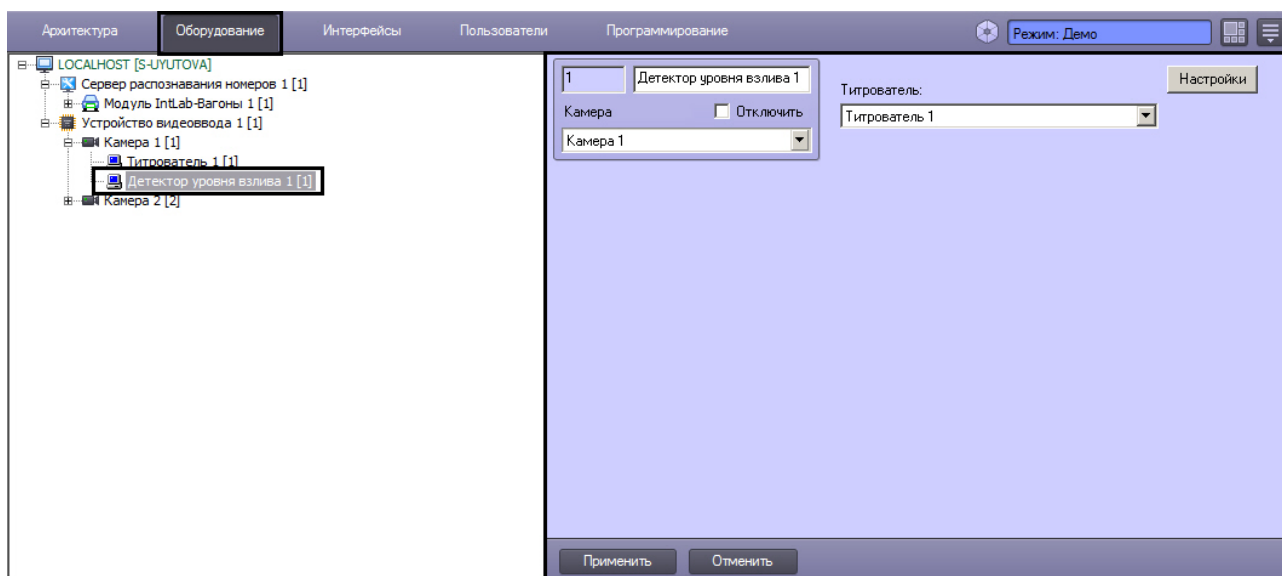 Архитектура Оборудование Интерфейсы Пользователи Программирование Режим: Демо
LOCALHOST [S-UYUTOVA]
Сервер распознавания номеров 1 [1]
Модуль IntLab-Вагоны 1 [1]
Устройство видеоввода 1 [1]
Камера 1 [1]
Титрователь 1 [1]
Детектор уровня взлива 1 [1]
Камера 2 [2]
1 Детектор уровня взлива 1
Камера Отключить
Камера 1
Титрователь:
Титрователь 1
Настройки
Применить Отменить